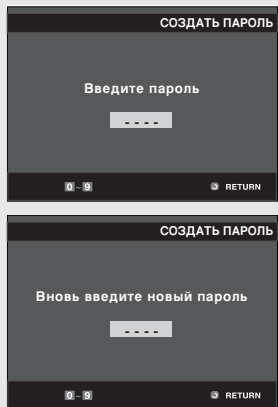 СОЗДАТЬ ПАРОЛЬ
Введите пароль
- - - -
0 ~ 9 RETURN
СОЗДАТЬ ПАРОЛЬ
Вновь введите новый пароль
- - - -
0 ~ 9 RETURN